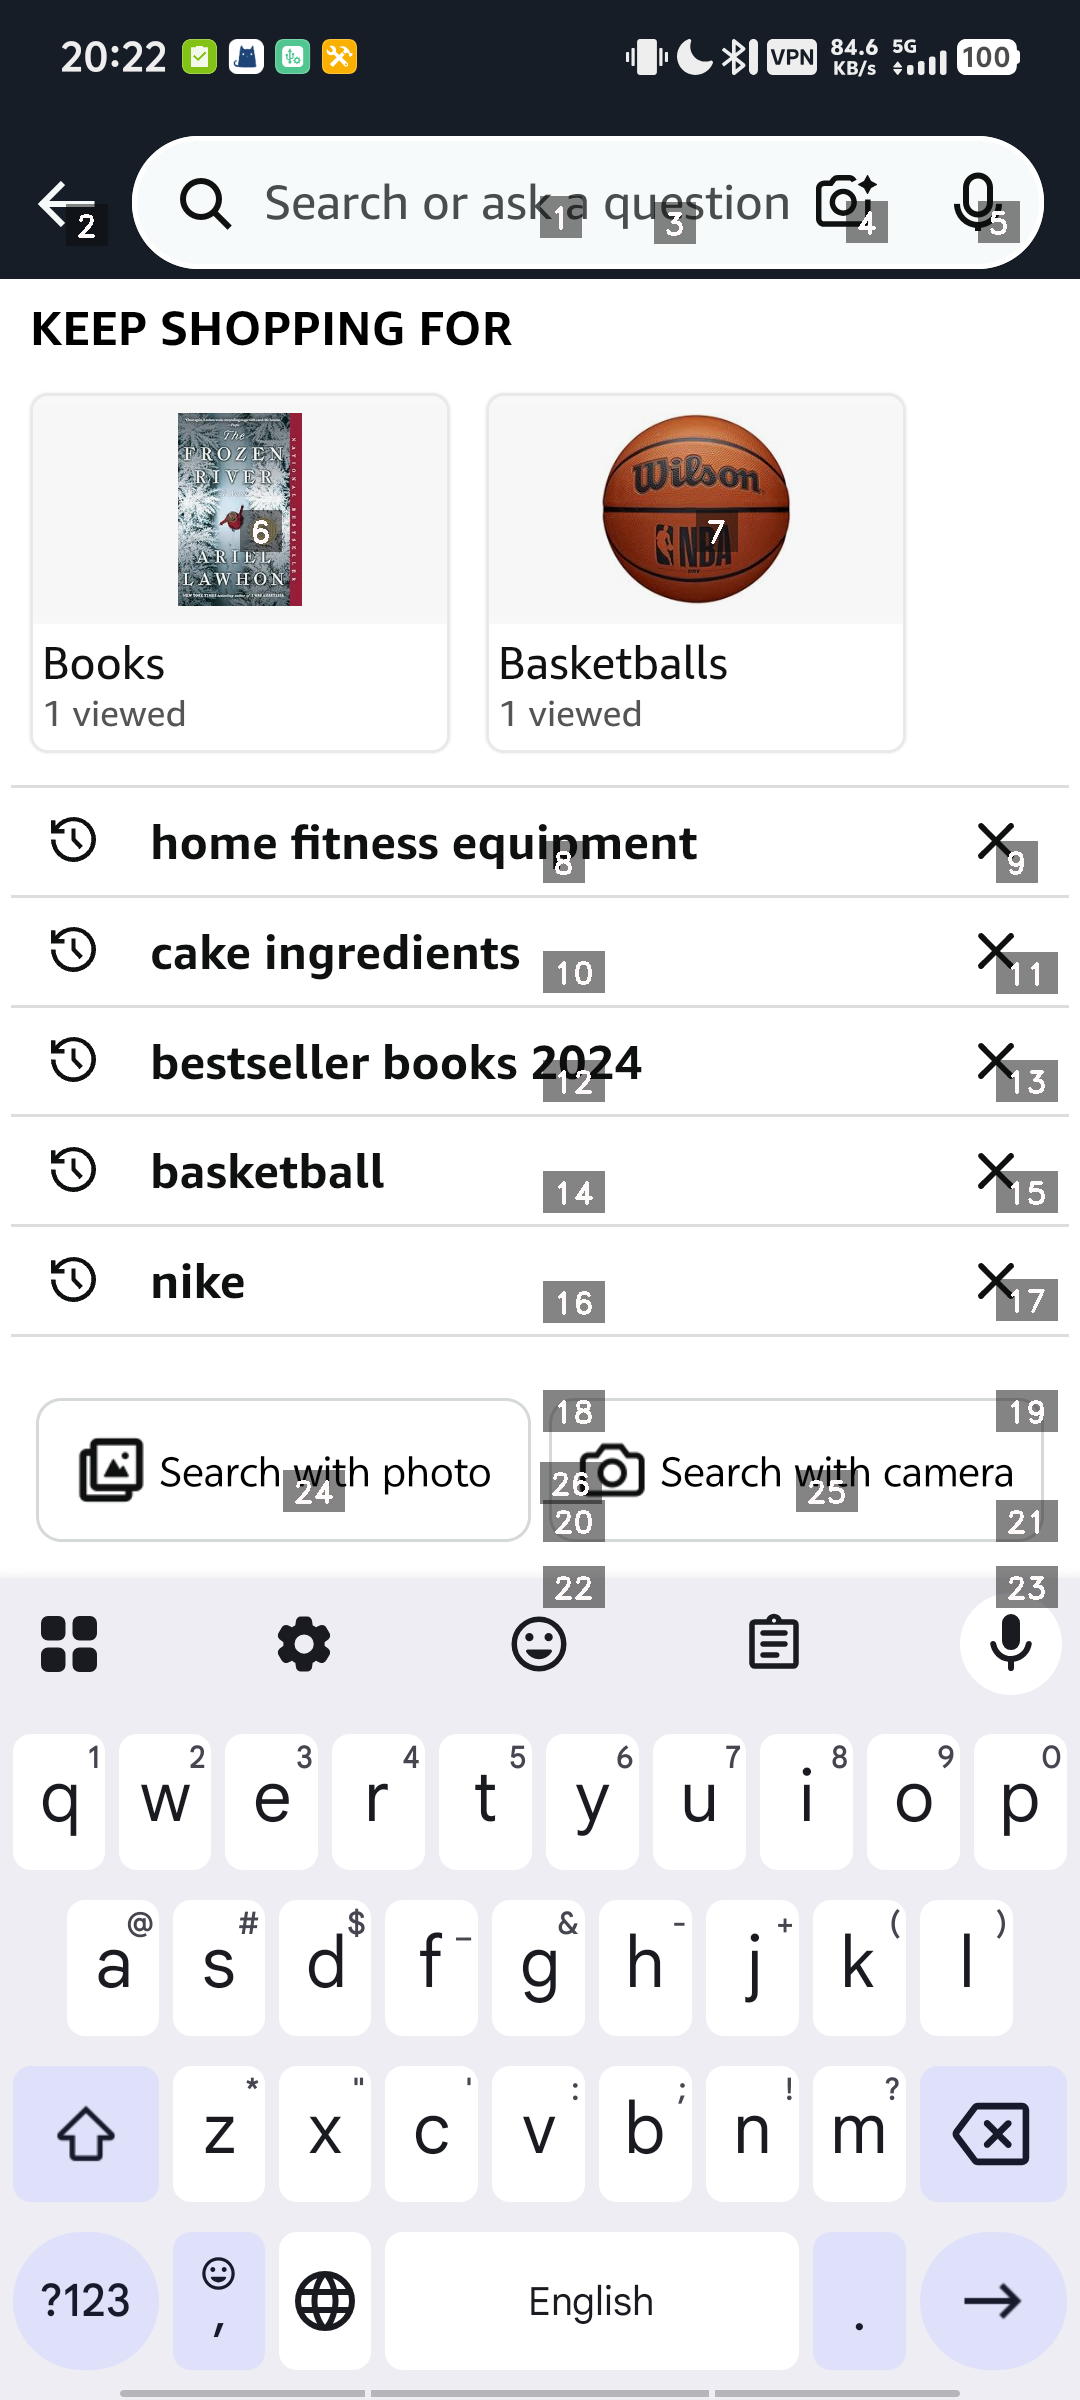 20:22
VPN
84.6
KB/s
5G
100
Search or ask a question
1
2
3
4
5
KEEP SHOPPING FOR
The
FROZEN
RIVER
ARIEL
LAWHON
6
Wilson
NBA
7
Books
1 viewed
Basketballs
1 viewed
home fitness equipment
8
9
cake ingredients
10
11
bestseller books 2024
12
13
basketball
14
15
nike
16
17
18
19
Search with photo
24
26
Search with camera
25
20
21
22
23
1 2 3 4 5 6 7 8 9 0
q w e r t y u i o p
@ # $ _ & - + ( )
a s d f g h j k l
* " ' : ; ! ?
z x c v b n m
?123
,
English
.